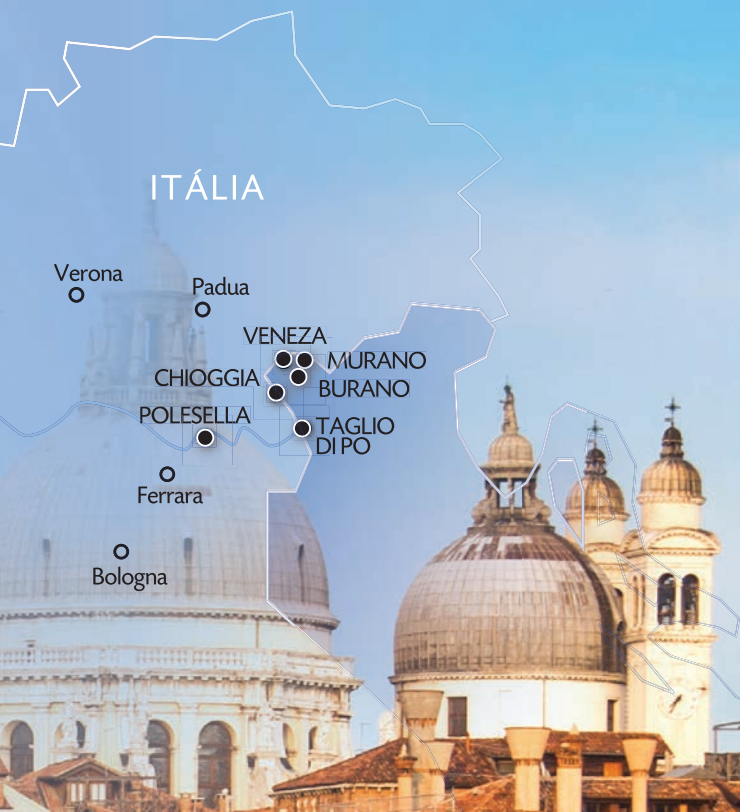 ITÁLIA
Verona
Padua
VENEZA
MURANO
CHIOGGIA
BURANO
POLESELLA
TAGLIO
DI PO
Ferrara
Bologna